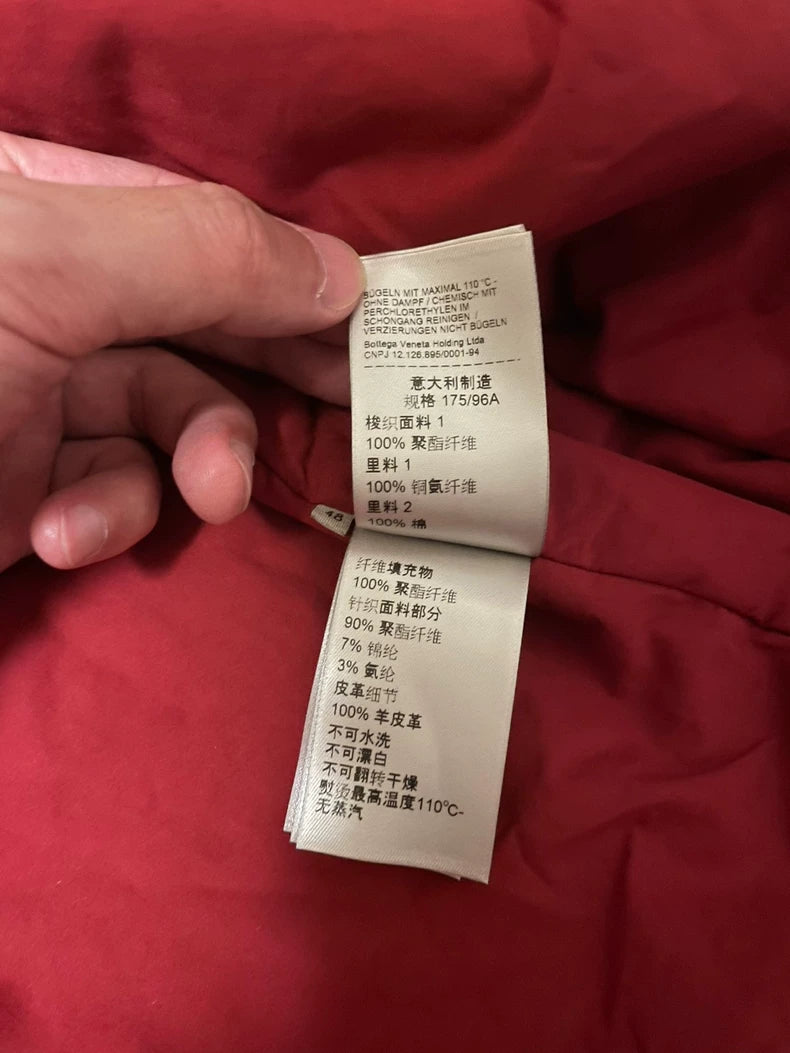 BÜGELN MIT MAXIMAL 110 °C -
OHNE DAMPF / CHEMISCH MIT
PERCHLORETHYLEN IM
SCHONGANG REINIGEN /
VERZIERUNGEN NICHT BÜGELN
Bottega Veneta Holding Ltda
CNPJ 12.126.895/0001-94
意大利制造
规格 175/96A
梭织面料 1
100% 聚酯纤维
里料 1
100% 铜氨纤维
里料 2
100% 棉
48
纤维填充物
100% 聚酯纤维
针织面料部分
90% 聚酯纤维
7% 锦纶
3% 氨纶
皮革细节
100% 羊皮革
不可水洗
不可漂白
不可翻转干燥
熨烫最高温度110°C-
无蒸汽